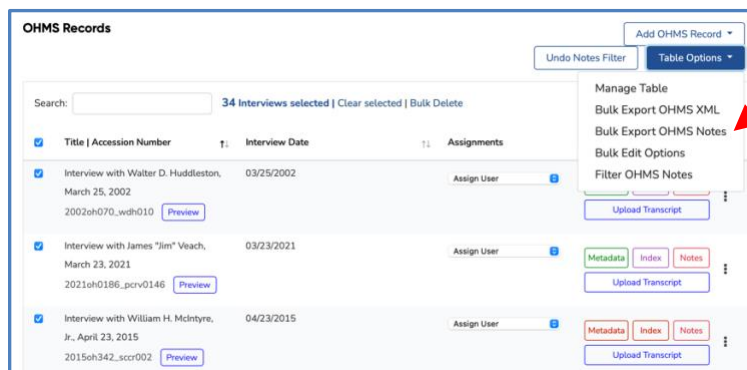 OHMS Records
Add OHMS Record
Undo Notes Filter
Table Options
Manage Table
Bulk Export OHMS XML
Bulk Export OHMS Notes
Bulk Edit Options
Filter OHMS Notes
Search:
34 Interviews selected | Clear selected | Bulk Delete
Title | Accession Number
Interview Date
Assignments
Interview with Walter D. Huddleston,
March 25, 2002
2002oh070_wdh010
Preview
03/25/2002
Assign User
Upload Transcript
Interview with James "Jim" Veach,
March 23, 2021
2021oh0186_pcrv0146
Preview
03/23/2021
Assign User
Metadata
Index
Notes
Upload Transcript
Interview with William H. McIntyre,
Jr., April 23, 2015
2015oh342_sccr002
Preview
04/23/2015
Assign User
Metadata
Index
Notes
Upload Transcript